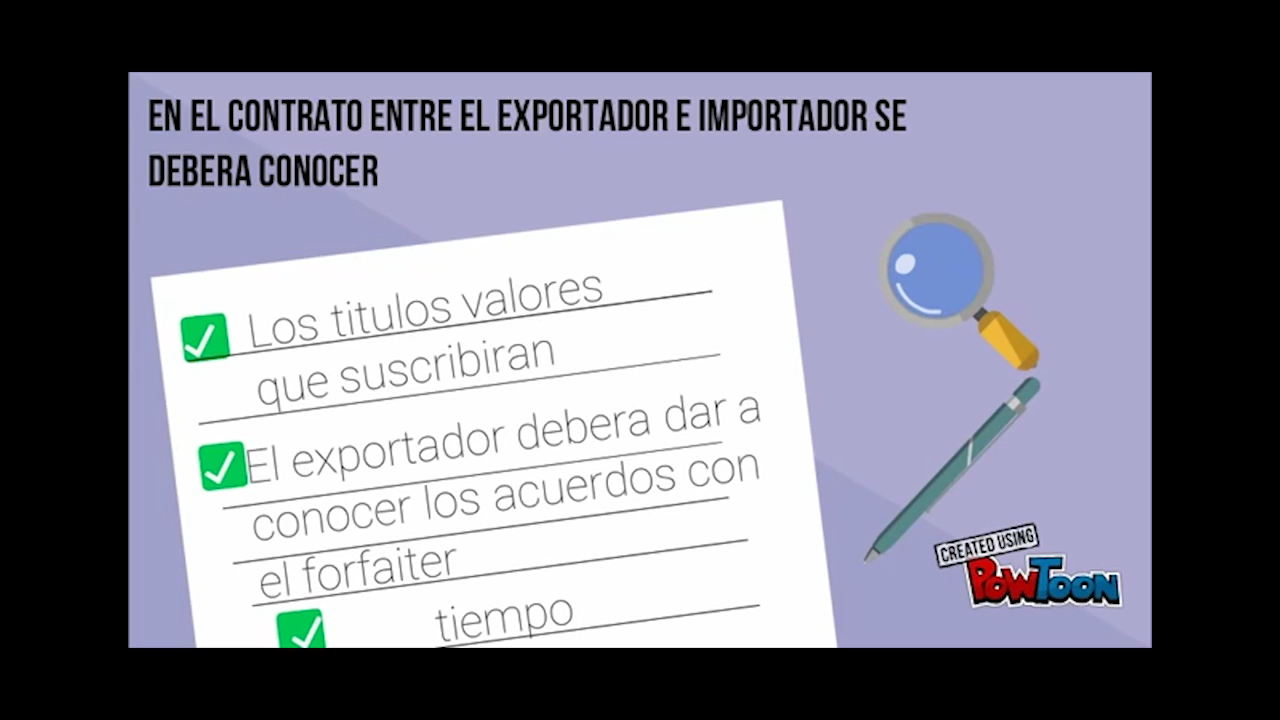 EN EL CONTRATO ENTRE EL EXPORTADOR E IMPORTADOR SE
DEBERA CONOCER
Los titulos valores
que suscribiran
El exportador debera dar a
conocer los acuerdos con
el forfaiter
tiempo
CREATED USING
POWTOON